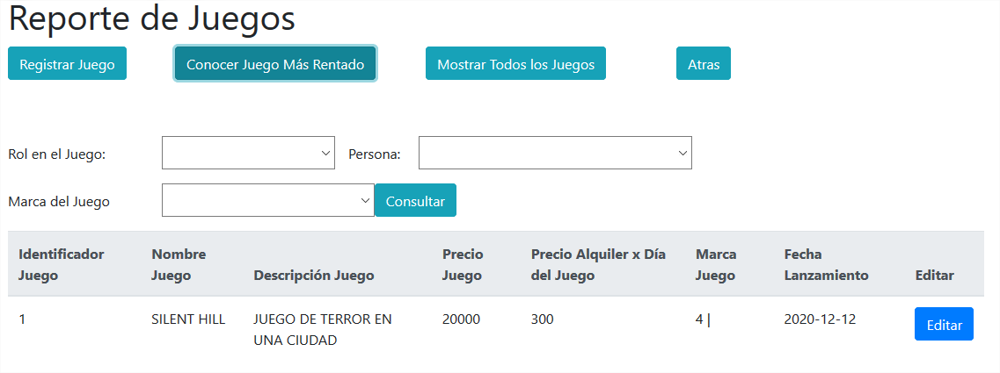 Reporte de Juegos
Registrar Juego Conocer Juego Más Rentado Mostrar Todos los Juegos Atras
Rol en el Juego: Persona:
Marca del Juego Consultar
Identificador Nombre Precio Precio Alquiler x Día Marca Fecha
Juego Juego Descripción Juego Juego del Juego Juego Lanzamiento Editar
1 SILENT HILL JUEGO DE TERROR EN 20000 300 4 | 2020-12-12 Editar
UNA CIUDAD